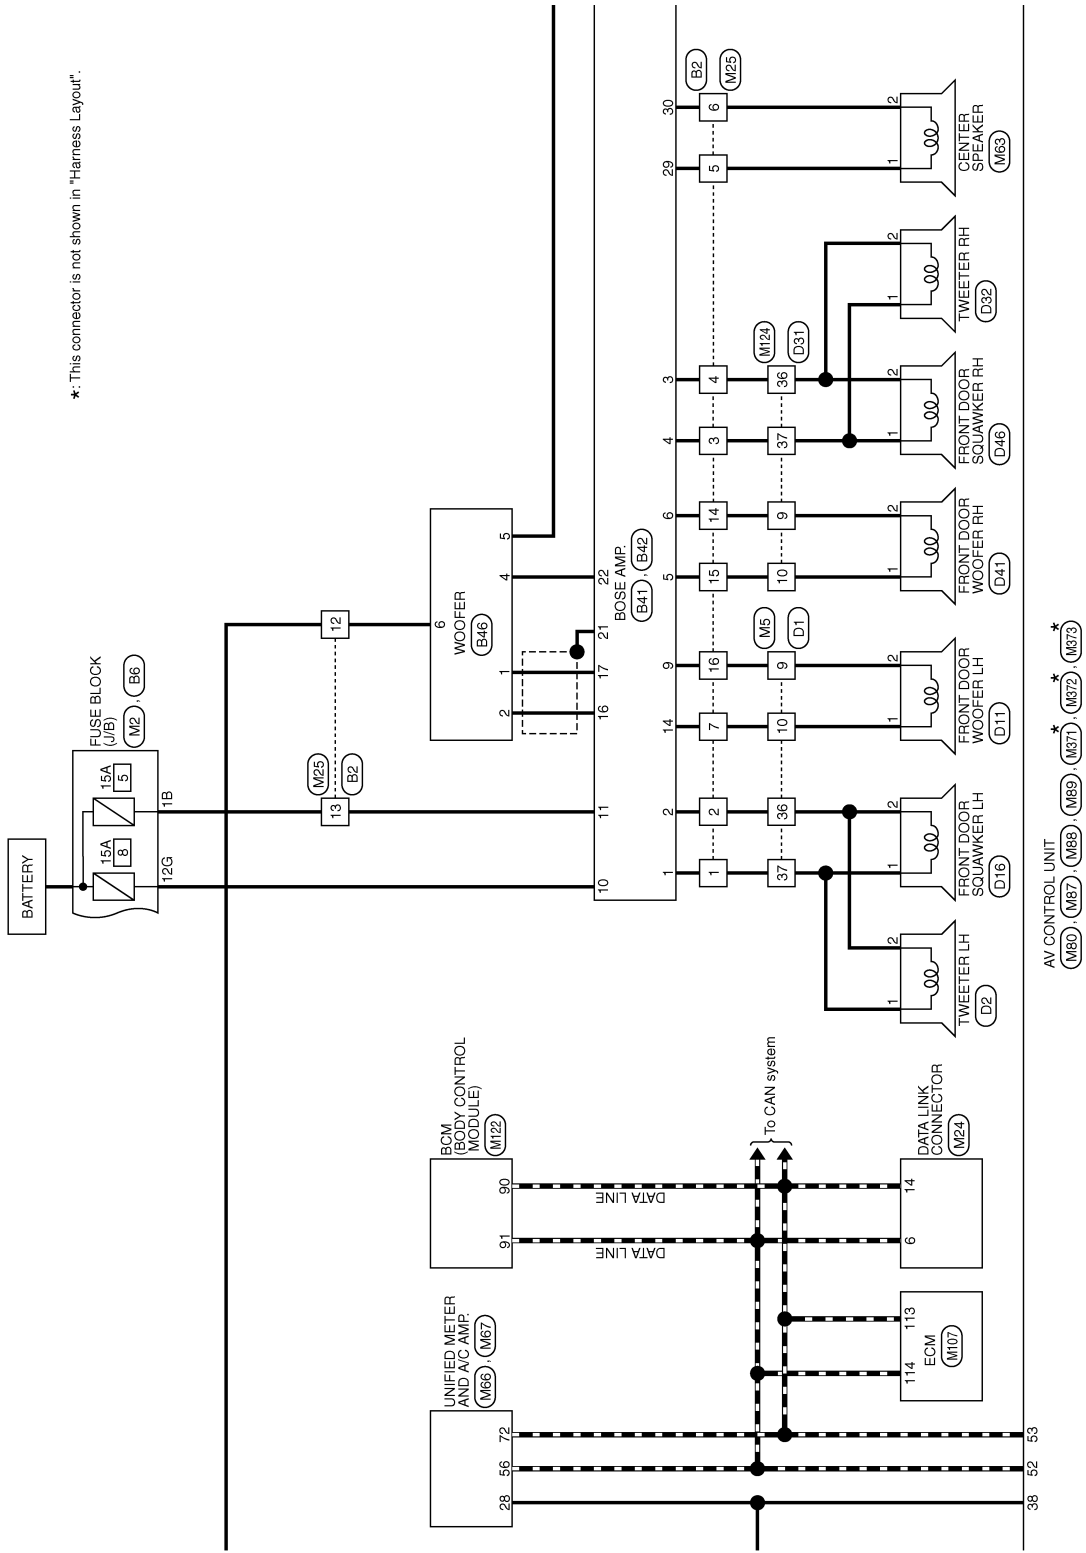 *: This connector is not shown in "Harness Layout".
BATTERY
FUSE BLOCK
(J/B)
M2 , B6
15A
5
15A
8
1B
12G
M25
B2
13
12
WOOFER
B46
6
2
1
4
5
BOSE AMP.
B41 , B42
10
11
16
17
21
22
1
2
14
9
5
6
4
3
29
30
B2
M25
1
2
7
16
15
14
3
4
5
6
M5
D1
M124
D31
37
36
10
9
10
9
37
36
1
2
TWEETER LH
D2
1
2
FRONT DOOR
SQUAWKER LH
D16
1
2
FRONT DOOR
WOOFER LH
D11
1
2
FRONT DOOR
WOOFER RH
D41
1
2
FRONT DOOR
SQUAWKER RH
D46
1
2
TWEETER RH
D32
1
2
CENTER
SPEAKER
M63
UNIFIED METER
AND A/C AMP.
M66 , M67
28
56
72
BCM
(BODY CONTROL
MODULE)
M122
91
90
DATA LINE
DATA LINE
To CAN system
ECM
M107
114
113
DATA LINK
CONNECTOR
M24
6
14
38
52
53
AV CONTROL UNIT
M80 , M87 , M88 , M89 , M371 * , M372 * , M373 *